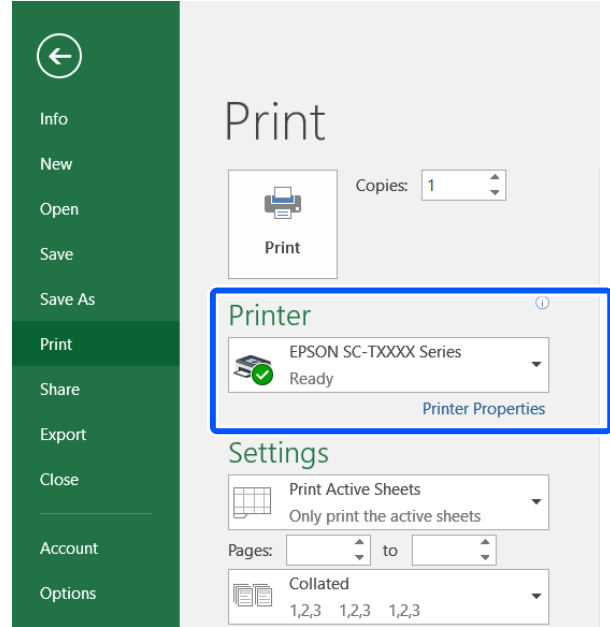 Info
New
Open
Save
Save As
Print
Share
Export
Close
Account
Options
Print
Copies: 1
Print
Printer
EPSON SC-TXXXX Series
Ready
Printer Properties
Settings
Print Active Sheets
Only print the active sheets
Pages: to
Collated
1,2,3 1,2,3 1,2,3